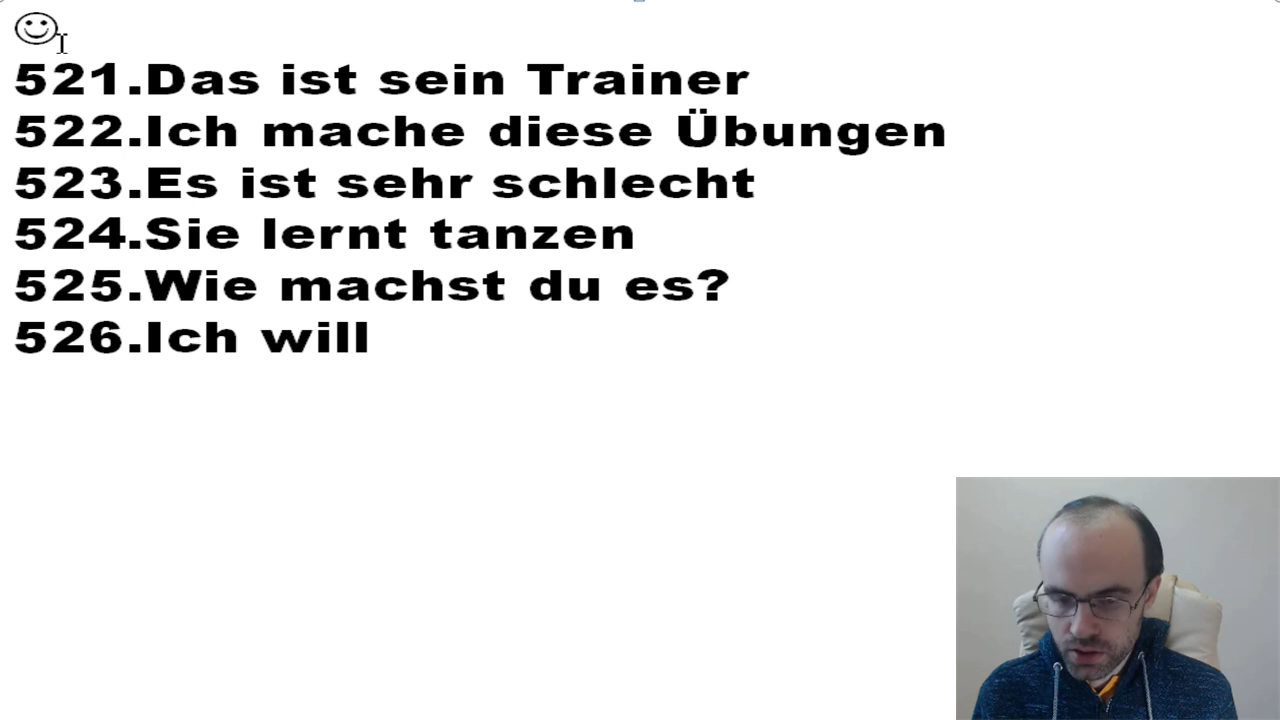 521.Das ist sein Trainer
522.Ich mache diese Übungen
523.Es ist sehr schlecht
524.Sie lernt tanzen
525.Wie machst du es?
526.Ich will